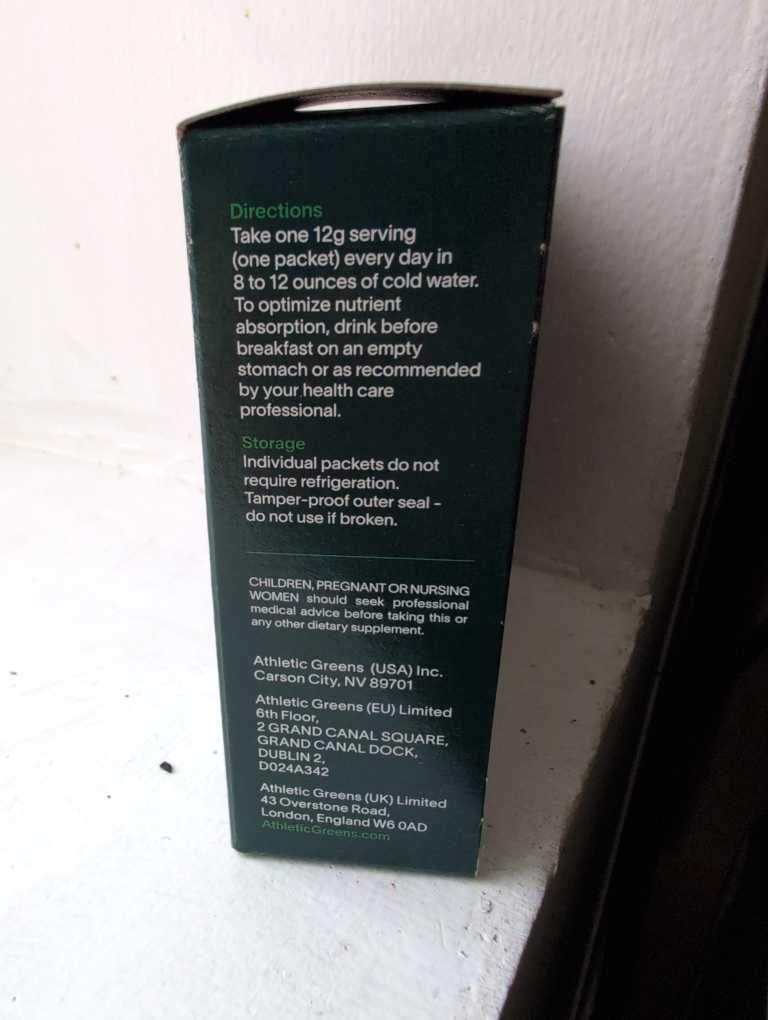 Directions
Take one 12g serving
(one packet) every day in
8 to 12 ounces of cold water.
To optimize nutrient
absorption, drink before
breakfast on an empty
stomach or as recommended
by your health care
professional.
Storage
Individual packets do not
require refrigeration.
Tamper-proof outer seal -
do not use if broken.
CHILDREN, PREGNANT OR NURSING
WOMEN should seek professional
medical advice before taking this or
any other dietary supplement.
Athletic Greens (USA) Inc.
Carson City, NV 89701
Athletic Greens (EU) Limited
6th Floor,
2 GRAND CANAL SQUARE,
GRAND CANAL DOCK,
DUBLIN 2,
D024A342
Athletic Greens (UK) Limited
43 Overstone Road,
London, England W6 0AD
AthleticGreens.com